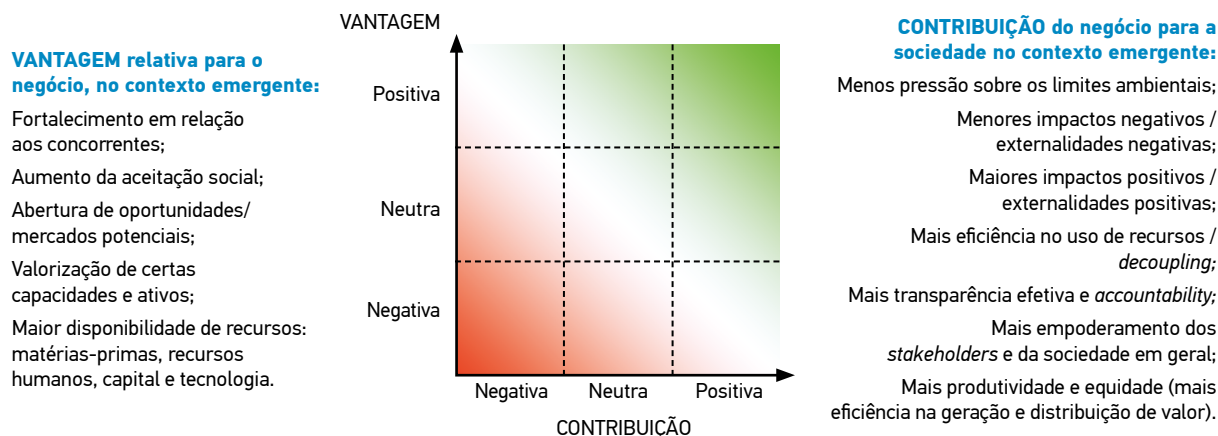 VANTAGEM relativa para o
negócio, no contexto emergente:
Fortalecimento em relação
aos concorrentes;
Aumento da aceitação social;
Abertura de oportunidades/
mercados potenciais;
Valorização de certas
capacidades e ativos;
Maior disponibilidade de recursos:
matérias-primas, recursos
humanos, capital e tecnologia.
VANTAGEM
Positiva
Neutra
Negativa
Negativa
Neutra
Positiva
CONTRIBUIÇÃO
CONTRIBUIÇÃO do negócio para a
sociedade no contexto emergente:
Menos pressão sobre os limites ambientais;
Menores impactos negativos /
externalidades negativas;
Maiores impactos positivos /
externalidades positivas;
Mais eficiência no uso de recursos /
decoupling;
Mais transparência efetiva e accountability;
Mais empoderamento dos
stakeholders e da sociedade em geral;
Mais produtividade e equidade (mais
eficiência na geração e distribuição de valor).